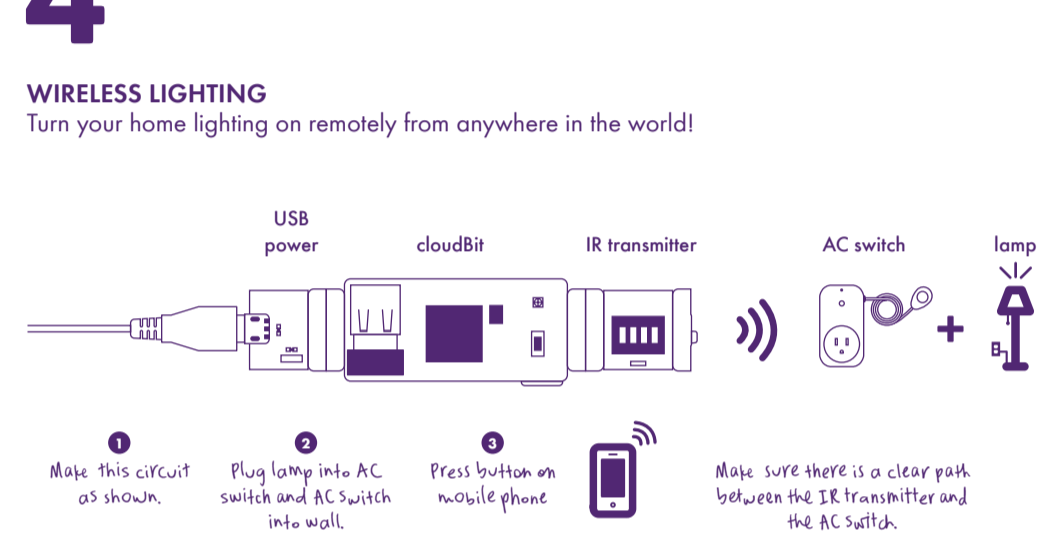 4
WIRELESS LIGHTING
Turn your home lighting on remotely from anywhere in the world!
USB
power
cloudBit
IR transmitter
AC switch
lamp
1
Make this circuit
as shown.
2
Plug lamp into AC
switch and AC switch
into wall.
3
Press button on
mobile phone
Make sure there is a clear path
between the IR transmitter and
the AC switch.